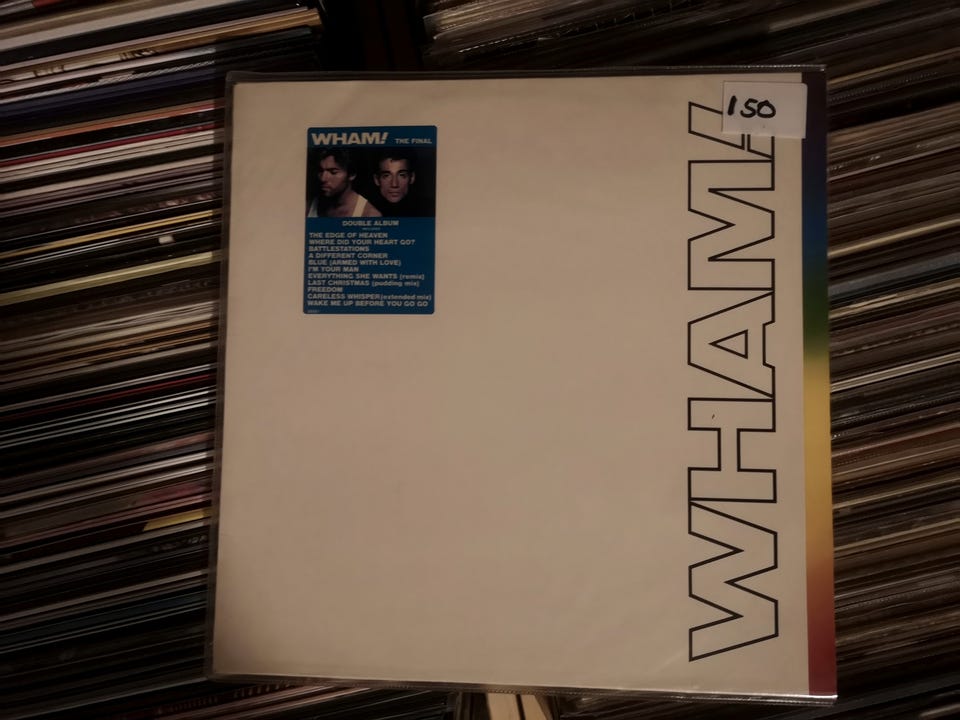 WHAM! THE FINAL
DOUBLE ALBUM
THE EDGE OF HEAVEN
WHERE DID YOUR HEART GO?
BATTLESTATIONS
A DIFFERENT CORNER
BLUE (ARMED WITH LOVE)
I'M YOUR MAN
EVERYTHING SHE WANTS (remix)
LAST CHRISTMAS (pudding mix)
FREEDOM
CARELESS WHISPER (extended mix)
WAKE ME UP BEFORE YOU GO GO
150
WHAM!